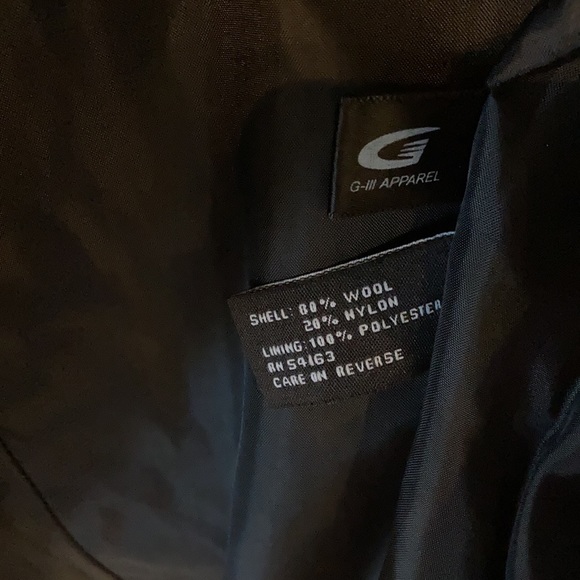 G-III APPAREL
SHELL: 80% WOOL
20% NYLON
LINING: 100% POLYESTER
RN 54163
CARE ON REVERSE